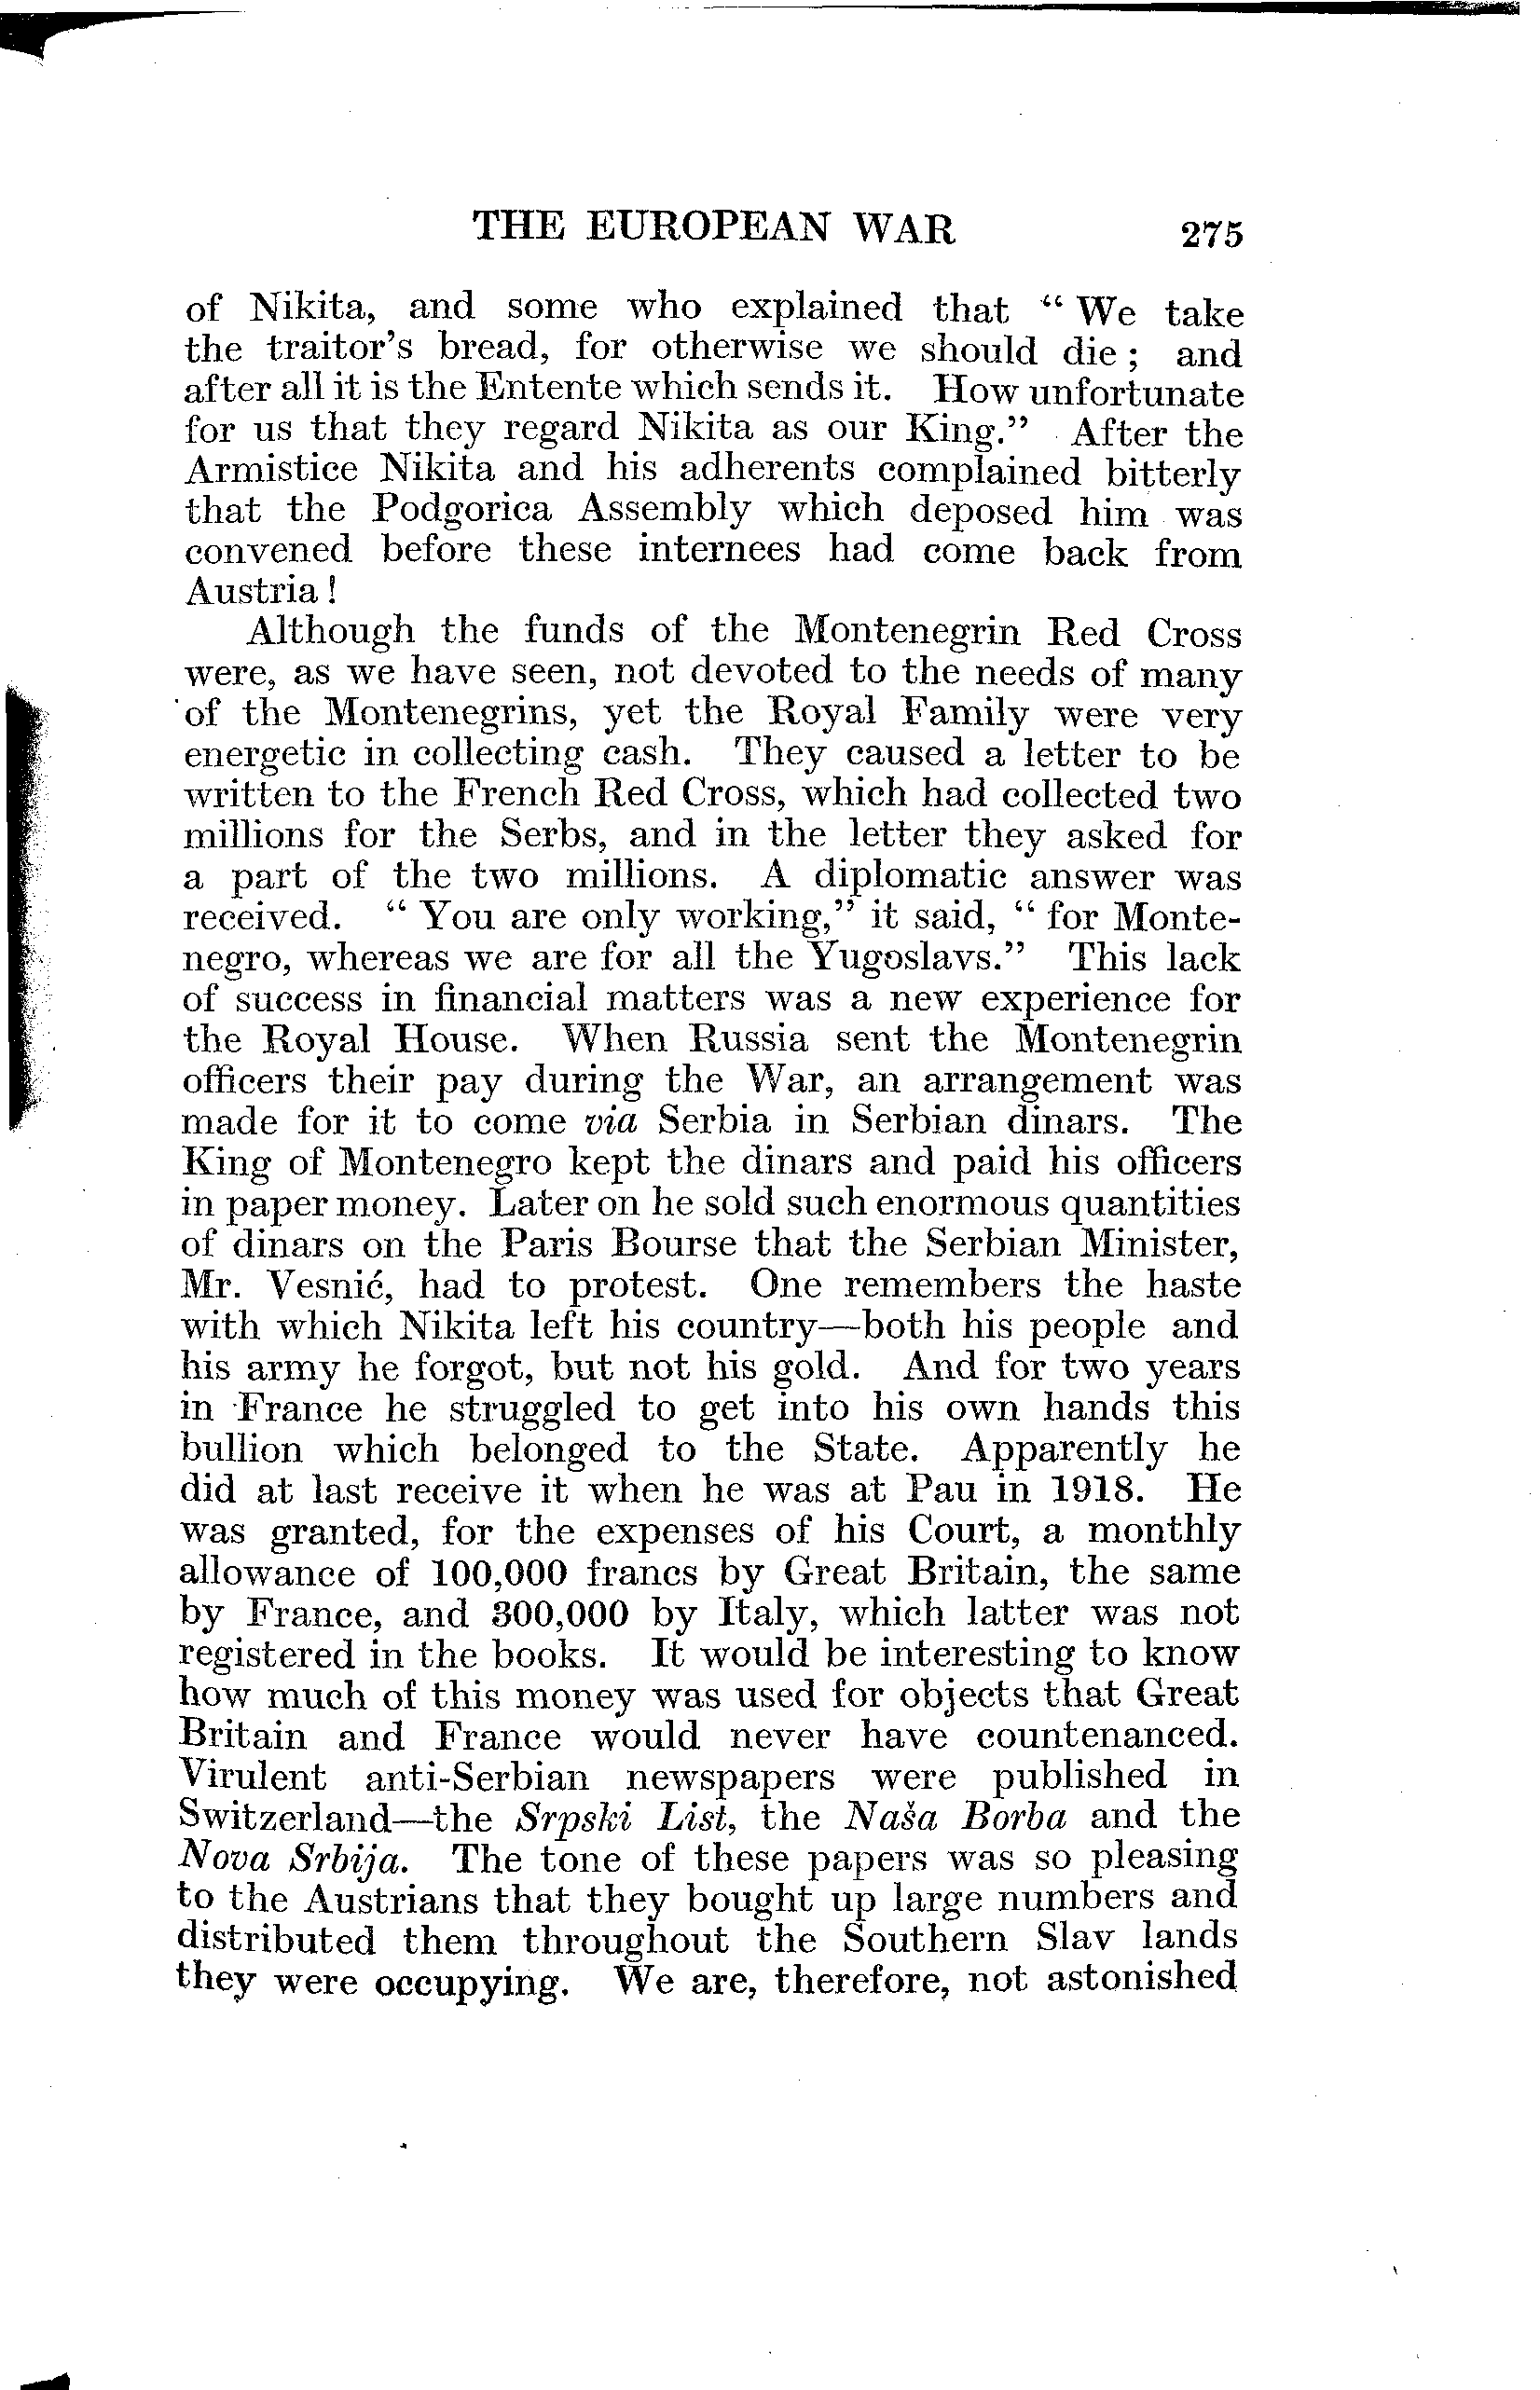 THE EUROPEAN WAR 275
of Nikita, and some who explained that “ We take
the traitor’s bread, for otherwise we should die ; and
after all it is the Entente which sends it. How unfortunate
for us that they regard Nikita as our King.” After the
Armistice Nikita and his adherents complained bitterly
that the Podgorica Assembly which deposed him was
convened before these internees had come back from
Austria !
Although the funds of the Montenegrin Red Cross
were, as we have seen, not devoted to the needs of many
of the Montenegrins, yet the Royal Family were very
energetic in collecting cash. They caused a letter to be
written to the French Red Cross, which had collected two
millions for the Serbs, and in the letter they asked for
a part of the two millions. A diplomatic answer was
received. “ You are only working,” it said, “ for Monte-
negro, whereas we are for all the Yugoslavs.” This lack
of success in financial matters was a new experience for
the Royal House. When Russia sent the Montenegrin
officers their pay during the War, an arrangement was
made for it to come via Serbia in Serbian dinars. The
King of Montenegro kept the dinars and paid his officers
in paper money. Later on he sold such enormous quantities
of dinars on the Paris Bourse that the Serbian Minister,
Mr. Vesnić, had to protest. One remembers the haste
with which Nikita left his country—both his people and
his army he forgot, but not his gold. And for two years
in France he struggled to get into his own hands this
bullion which belonged to the State. Apparently he
did at last receive it when he was at Pau in 1918. He
was granted, for the expenses of his Court, a monthly
allowance of 100,000 francs by Great Britain, the same
by France, and 300,000 by Italy, which latter was not
registered in the books. It would be interesting to know
how much of this money was used for objects that Great
Britain and France would never have countenanced.
Virulent anti-Serbian newspapers were published in
Switzerland—the Srpski List, the Naša Borba and the
Nova Srbija. The tone of these papers was so pleasing
to the Austrians that they bought up large numbers and
distributed them throughout the Southern Slav lands
they were occupying. We are, therefore, not astonished